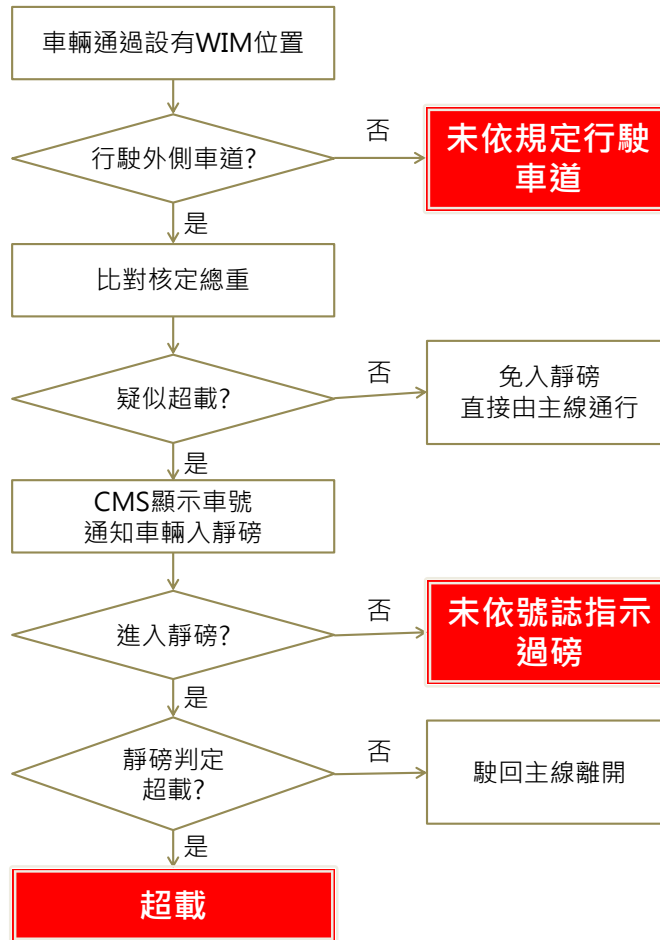 車輛通過設有WIM位置
行駛外側車道?
否
未依規定行駛
車道
是
比對核定總重
疑似超載?
否
免入靜磅
直接由主線通行
是
CMS顯示車號
通知車輛入靜磅
進入靜磅?
否
未依號誌指示
過磅
是
靜磅判定
超載?
否
駛回主線離開
是
超載